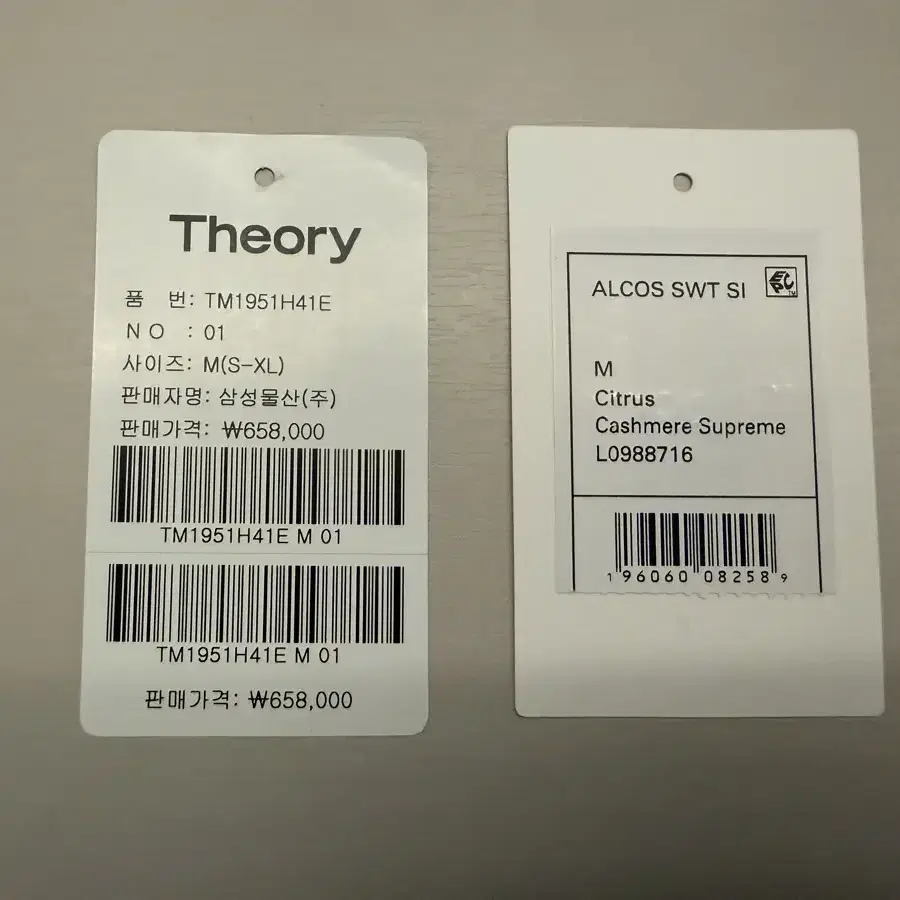 Theory
품 번: TM1951H41E
NO : 01
사이즈: M(S-XL)
판매자명: 삼성물산(주)
판매가격: ₩658,000
TM1951H41E M 01
TM1951H41E M 01
판매가격: ₩658,000
ALCOS SWT SI
M
Citrus
Cashmere Supreme
L0988716
1 96060 08258 9